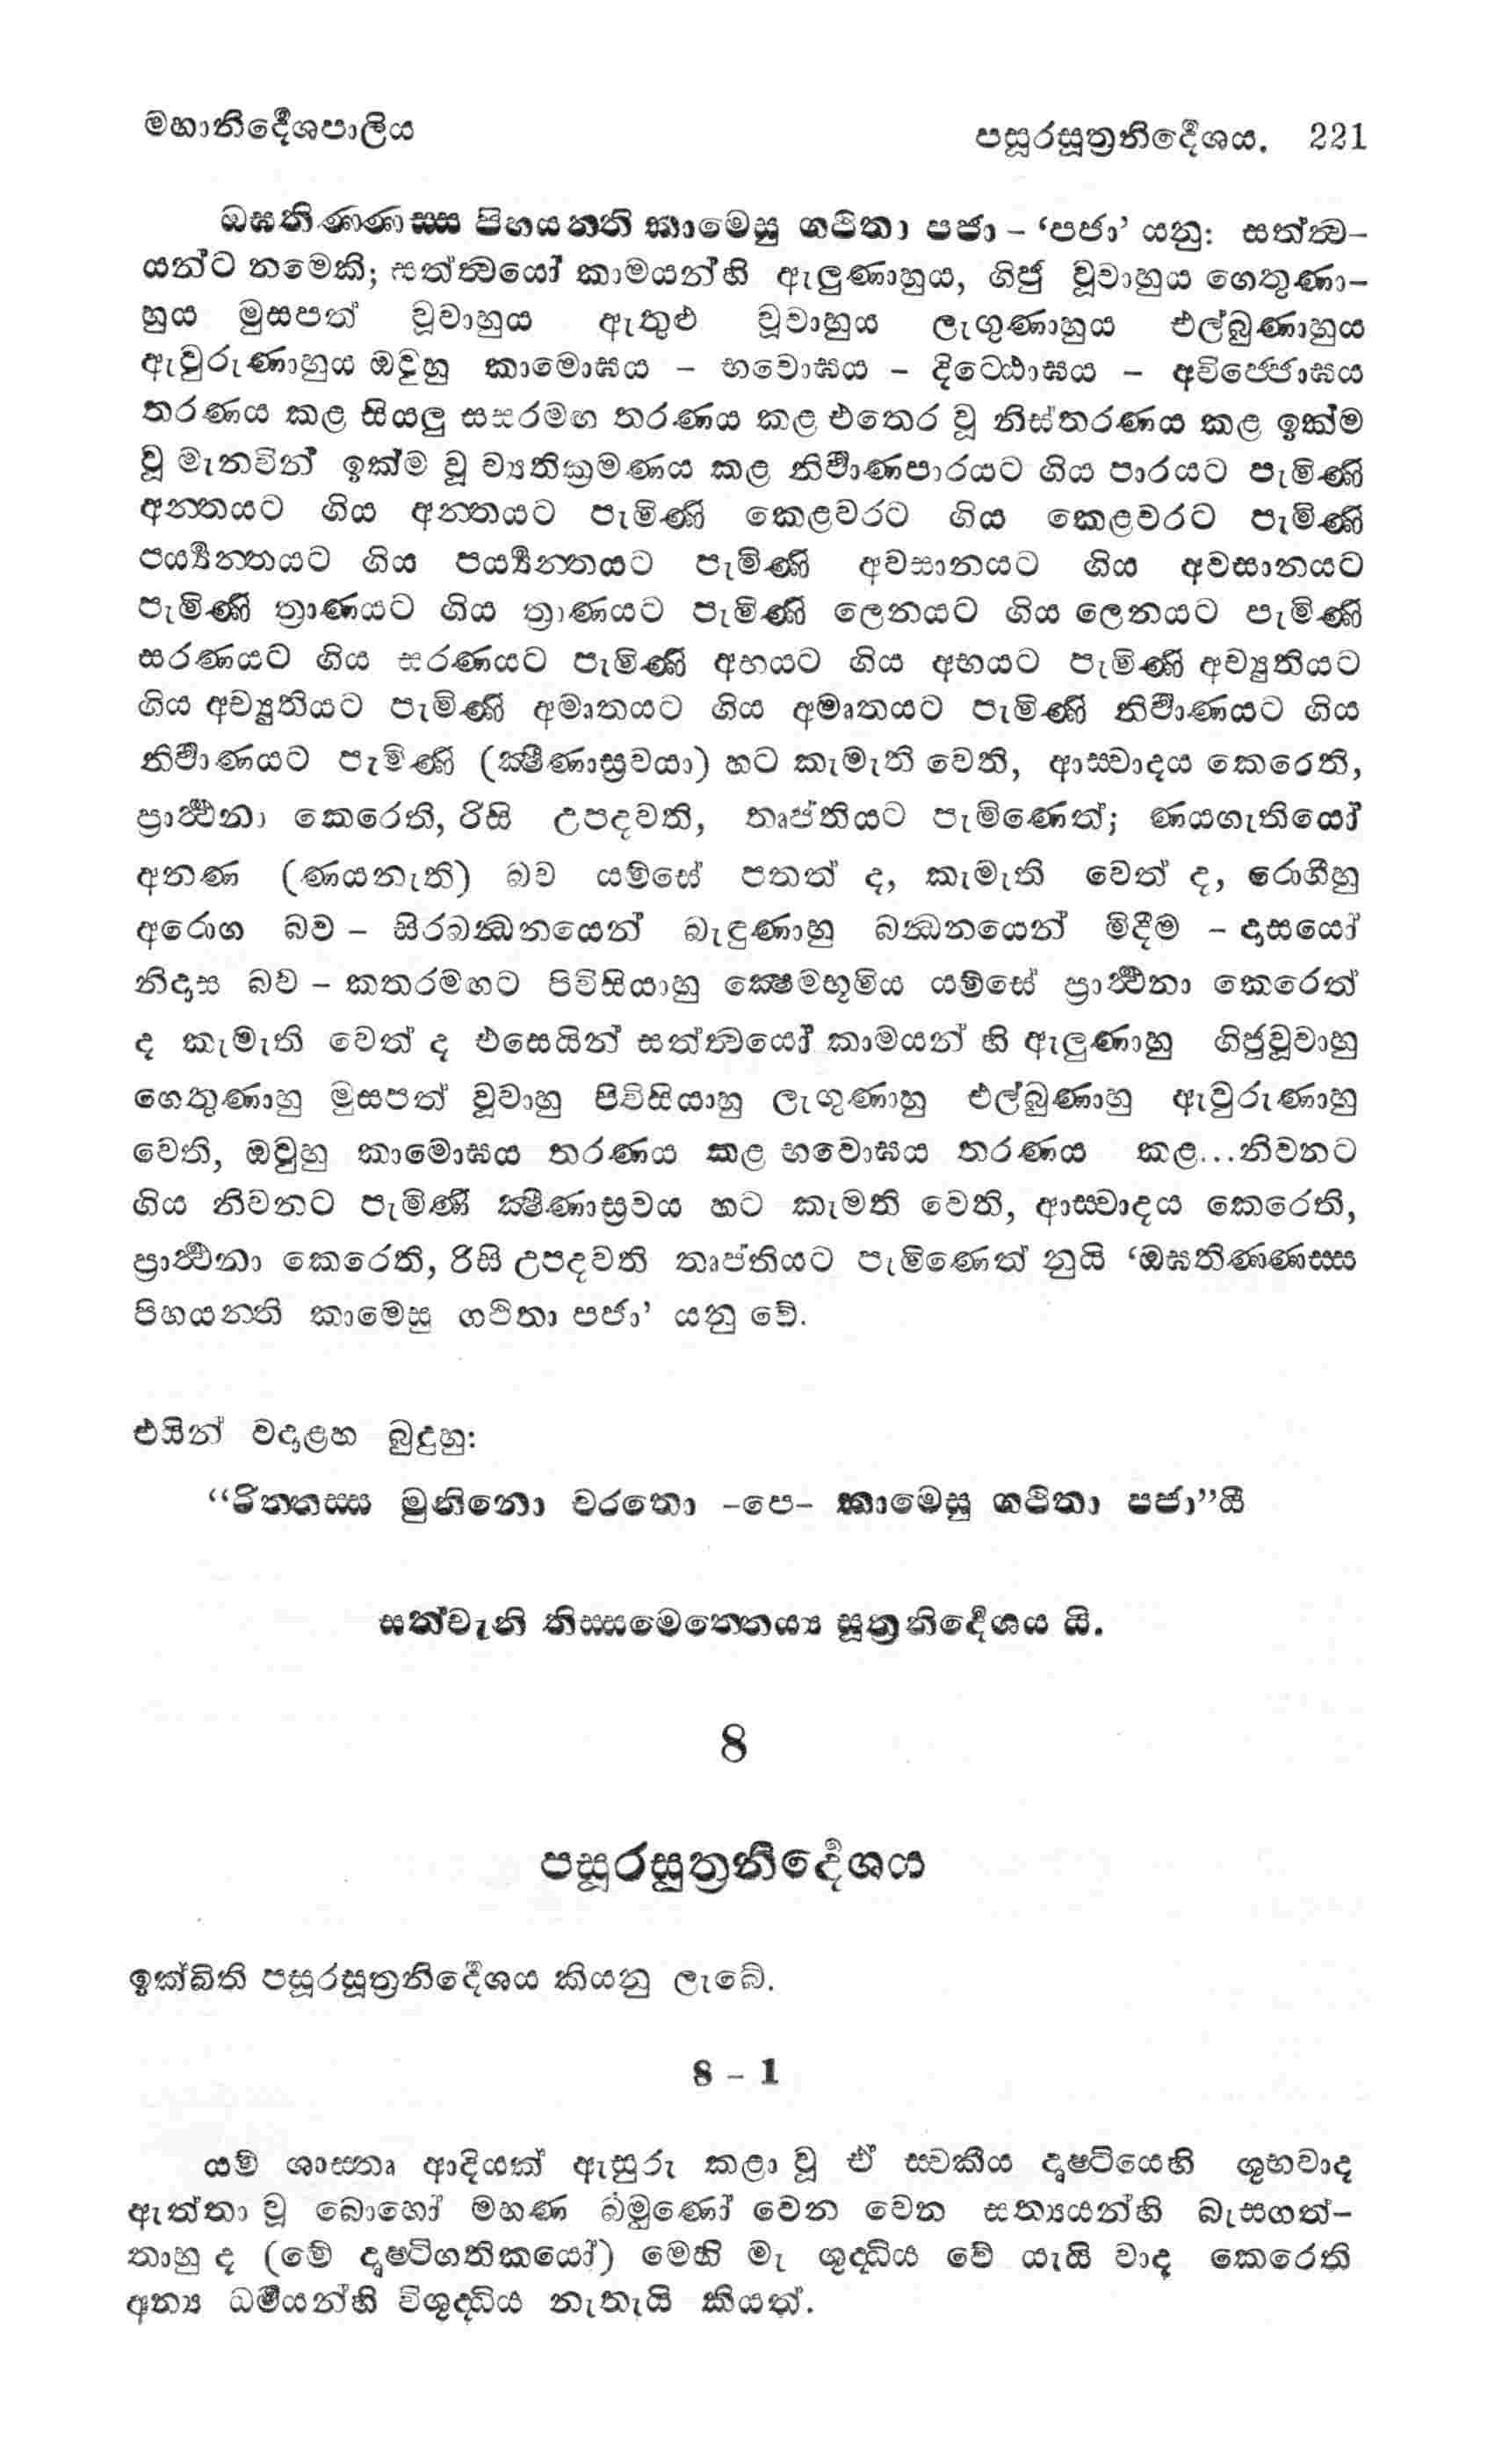 මහානිර්දේශපාලිය
පසූරසූත්‍රනිර්දේශය. 221
ඔඝතිණ්ණස්ස පිහයන්ති කාමෙසු ගථිතා පජා – ‘පජා’ යනු: සත්ත්ව–
යන්ට නමෙකි; සත්ත්වයෝ කාමයන්හි ඇලුණාහුය, ගිජු වූවාහුය ගෙතුණා–
හුය මුසපත් වූවාහුය ඇතුළු වූවාහුය ලැගුණාහුය එල්බුණාහුය
ඇවුරුණාහුය ඔවුහු කාමොඝය – භවොඝය – දිට්ඨොඝය – අවිජ්ජොඝය
තරණය කළ සියලු සසරමඟ තරණය කළ එතෙර වූ නිස්තරණය කළ ඉක්ම
වූ මැනවින් ඉක්ම වූ ව්‍යතික්‍රමණය කළ නිර්වාණපාරයට ගිය පාරයට පැමිණි
අන්තයට ගිය අන්තයට පැමිණි කෙළවරට ගිය කෙළවරට පැමිණි
පර්‍ය්‍යන්තයට ගිය පර්‍ය්‍යන්තයට පැමිණි අවසානයට ගිය අවසානයට
පැමිණි ත්‍රාණයට ගිය ත්‍රාණයට පැමිණි ලෙනයට ගිය ලෙනයට පැමිණි
සරණයට ගිය සරණයට පැමිණි අභයට ගිය අභයට පැමිණි අච්‍යුතියට
ගිය අච්‍යුතියට පැමිණි අමෘතයට ගිය අමෘතයට පැමිණි නිර්වාණයට ගිය
නිර්වාණයට පැමිණි (ක්ෂීණාස්‍රවයා) හට කැමැති වෙති, ආස්වාදය කෙරෙති,
ප්‍රාර්ත්‍ථනා කෙරෙති, රිසි උපදවති, තෘප්තියට පැමිණෙත්; ණයගැතියෝ
අනණ (ණයනැති) බව යම්සේ පතත් ද, කැමැති වෙත් ද, රොගීහු
අරොග බව – සිරබන්ධනයෙන් බැඳුණාහු බන්ධනයෙන් මිදීම – දාසයෝ
නිදාස බව – කතරමගට පිවිසියාහු ක්ෂෙමභූමිය යම්සේ ප්‍රාර්ත්‍ථනා කෙරෙත්
ද කැමැති වෙත් ද එසෙයින් සත්ත්වයෝ කාමයන් හි ඇලුණාහු ගිජුවූවාහු
ගෙතුණාහු මුසපත් වූවාහු පිවිසියාහු ලැගුණාහු එල්බුණාහු ඇවුරුණාහු
වෙති, ඔවුහු කාමොඝය තරණය කළ භවොඝය තරණය කළ...නිවනට
ගිය නිවනට පැමිණි ක්ෂීණාස්‍රවය හට කැමති වෙති, ආස්වාදය කෙරෙති,
ප්‍රාර්ත්‍ථනා කෙරෙති, රිසි උපදවති තෘප්තියට පැමිණෙත් නුයි ‘ඔඝතිණ්ණස්ස
පිහයන්ති කාමෙසු ගථිතා පජා’ යනු වේ.
එයින් වදාළහ බුදුහු:
“රිත්තස්ස මුනිනො චරතො –පෙ– කාමෙසු ගථිතා පජා”යී
සත්වැනි තිස්සමෙත්තෙය්‍ය සූත්‍රනිර්දේශය යි.
8
පසූරසුත්‍රනිර්දේශය
ඉක්බිති පසූරසූත්‍රනිර්දේශය කියනු ලැබේ.
8 – 1
යම් ශාස්තෘ ආදියක් ඇසුරු කළා වූ ඒ ස්වකීය දෘෂ්ටියෙහි ශුභවාද
ඇත්තා වූ බොහෝ මහණ බමුණෝ වෙන වෙන සත්‍යයන්හි බැසගත්–
තාහු ද (මේ දෘෂ්ටිගතිකයෝ) මෙහි මැ ශුද්ධිය වේ යැයි වාද කෙරෙති
අන්‍ය ධර්මයන්හි විශුද්ධිය නැතැයි කියත්.